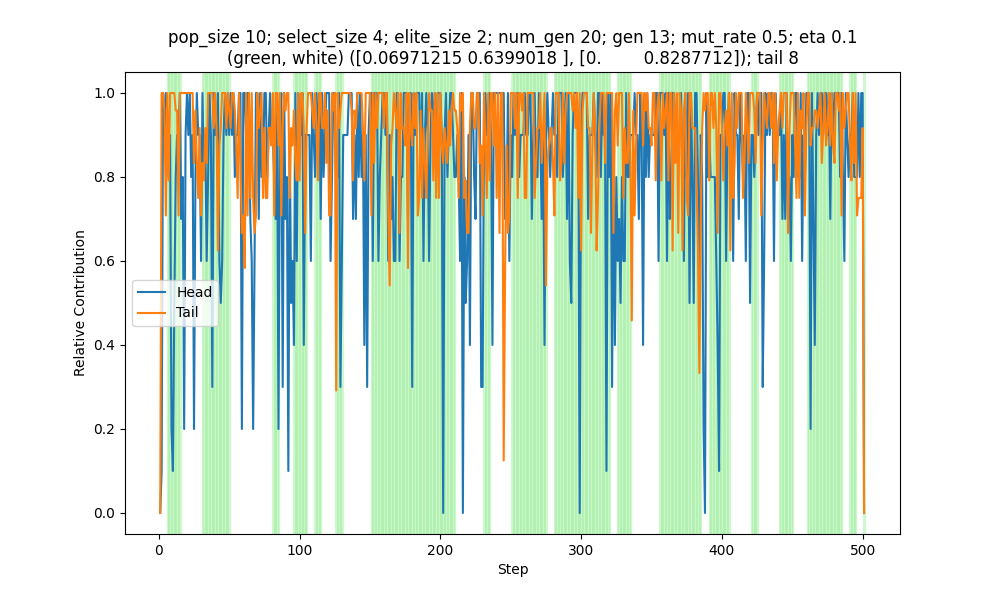 pop_size 10; select_size 4; elite_size 2; num_gen 20; gen 13; mut_rate 0.5; eta 0.1
(green, white) ([0.06971215 0.6399018 ], [0.        0.8287712]); tail 8
1.0
0.8
0.6
0.4
0.2
0.0
Relative Contribution
Head
Tail
0
100
200
300
400
500
Step